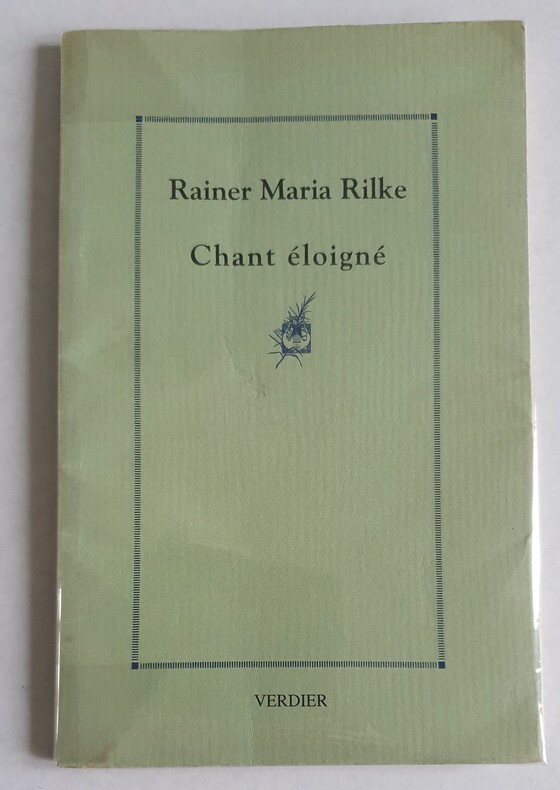 Rainer Maria Rilke
Chant éloigné
VERDIER